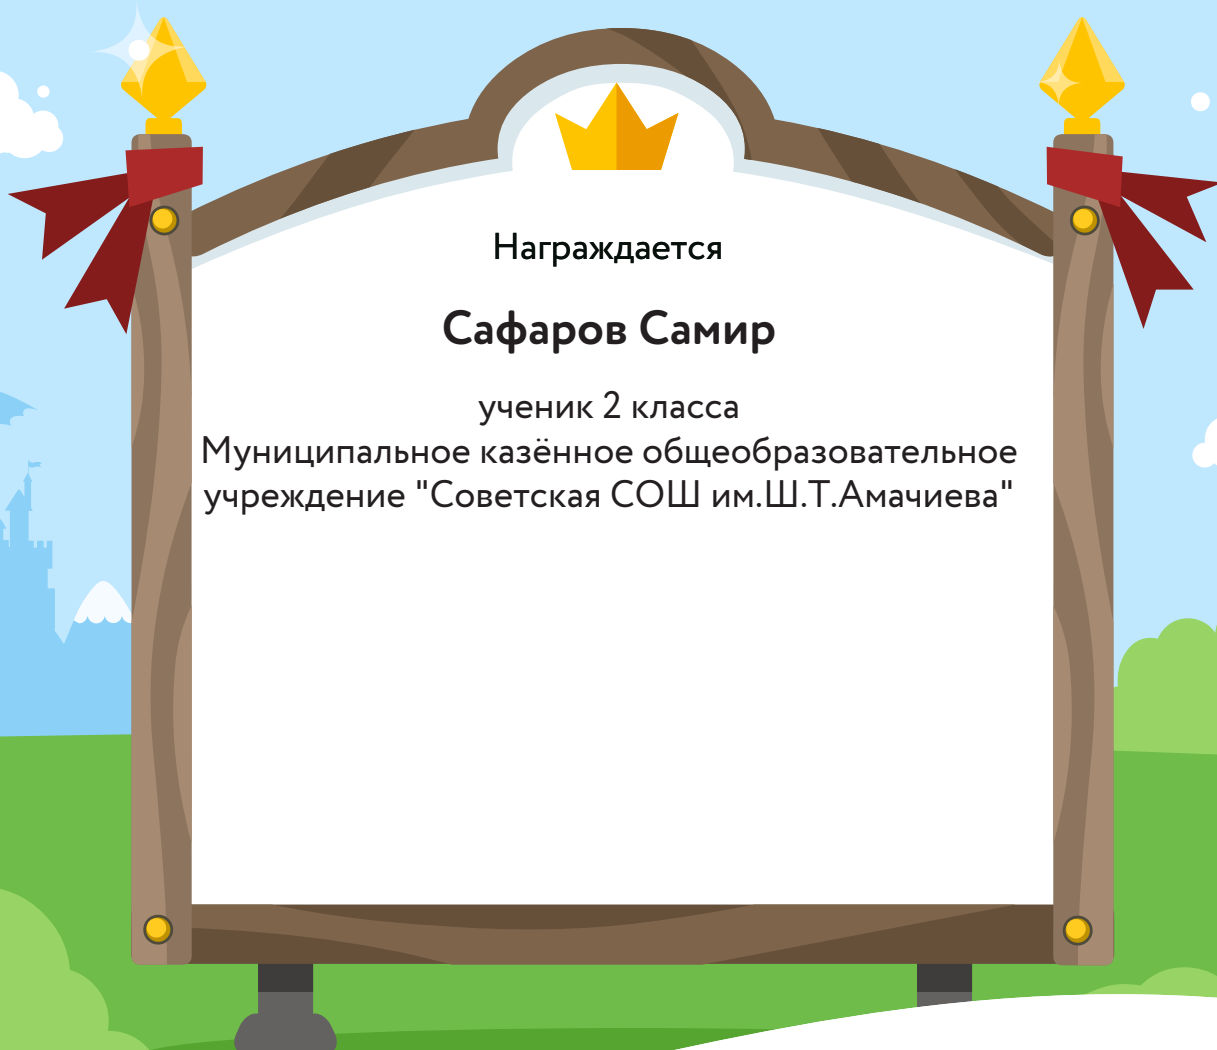 Награждается
Сафаров Самир
ученик 2 класса
Муниципальное казённое общеобразовательное
учреждение "Советская СОШ им.Ш.Т.Амачиева"